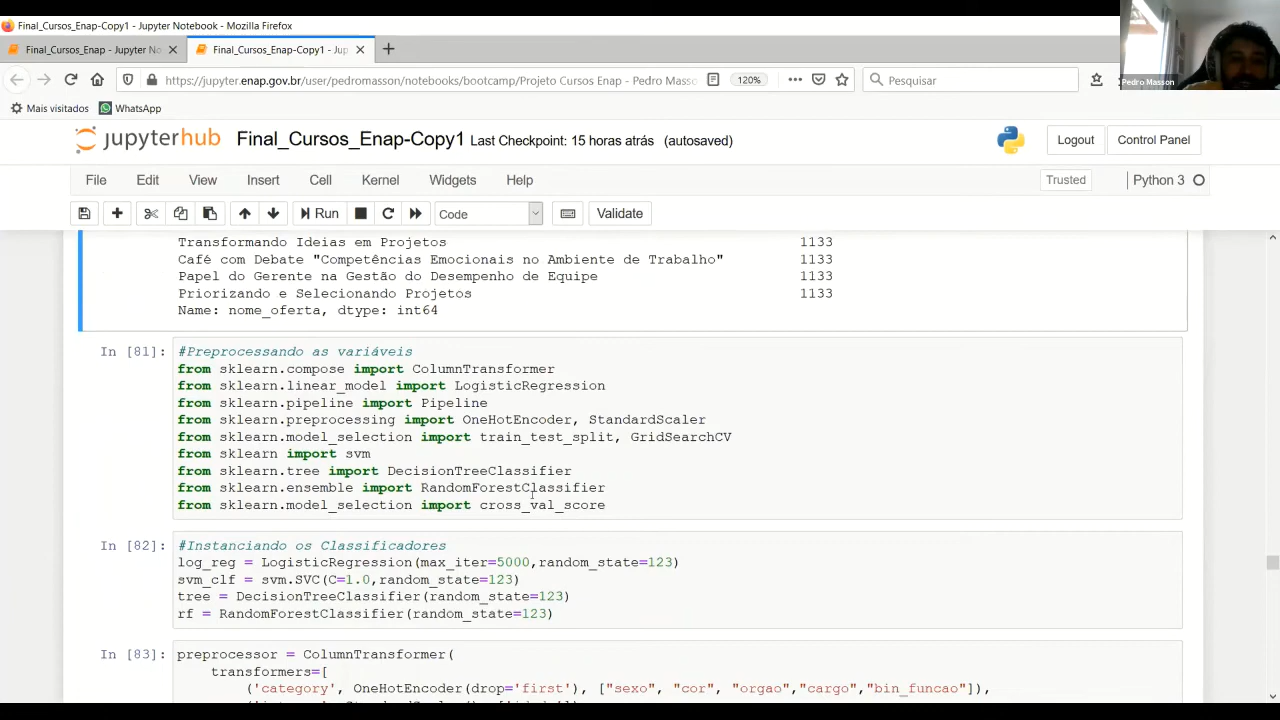 Final_Cursos_Enap-Copy1 - Jupyter Notebook - Mozilla Firefox
Final_Cursos_Enap - Jupyter No
Final_Cursos_Enap-Copy1 - Jup
https://jupyter.enap.gov.br/user/pedromasson/notebooks/bootcamp/Projeto Cursos Enap - Pedro Masso
120%
Pesquisar
Pedro Masson
Mais visitados
WhatsApp
jupyterhub
Final_Cursos_Enap-Copy1 Last Checkpoint: 15 horas atrás (autosaved)
Logout
Control Panel
File Edit View Insert Cell Kernel Widgets Help
Trusted
Python 3
Run
Code
Validate
Transformando Ideias em Projetos 1133
Café com Debate "Competências Emocionais no Ambiente de Trabalho" 1133
Papel do Gerente na Gestão do Desempenho de Equipe 1133
Priorizando e Selecionando Projetos 1133
Name: nome_oferta, dtype: int64
In [81]: #Preprocessando as variáveis
from sklearn.compose import ColumnTransformer
from sklearn.linear_model import LogisticRegression
from sklearn.pipeline import Pipeline
from sklearn.preprocessing import OneHotEncoder, StandardScaler
from sklearn.model_selection import train_test_split, GridSearchCV
from sklearn import svm
from sklearn.tree import DecisionTreeClassifier
from sklearn.ensemble import RandomForestClassifier
from sklearn.model_selection import cross_val_score
In [82]: #Instanciando os Classificadores
log_reg = LogisticRegression(max_iter=5000,random_state=123)
svm_clf = svm.SVC(C=1.0,random_state=123)
tree = DecisionTreeClassifier(random_state=123)
rf = RandomForestClassifier(random_state=123)
In [83]: preprocessor = ColumnTransformer(
transformers=[
('category', OneHotEncoder(drop='first'), ["sexo", "cor", "orgao","cargo","bin_funcao"]),